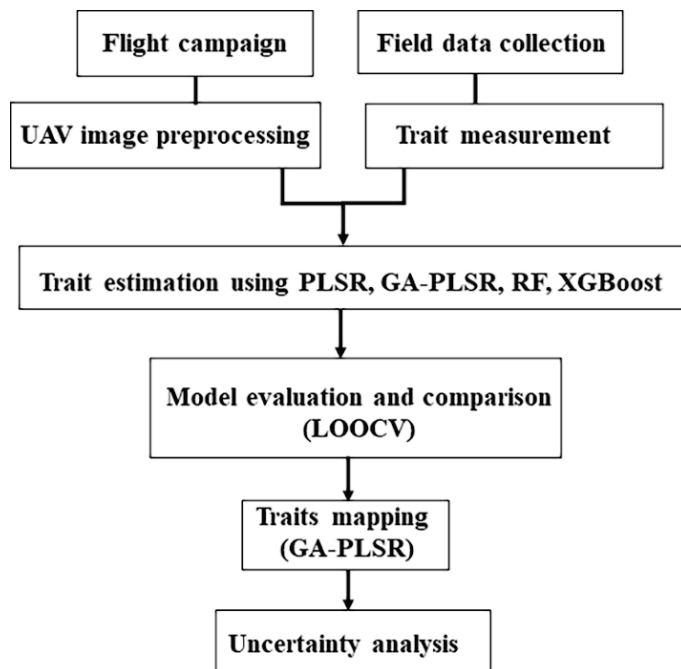 Flight campaign
Field data collection
UAV image preprocessing
Trait measurement
Trait estimation using PLSR, GA-PLSR, RF, XGBoost
Model evaluation and comparison
(LOOCV)
Traits mapping
(GA-PLSR)
Uncertainty analysis